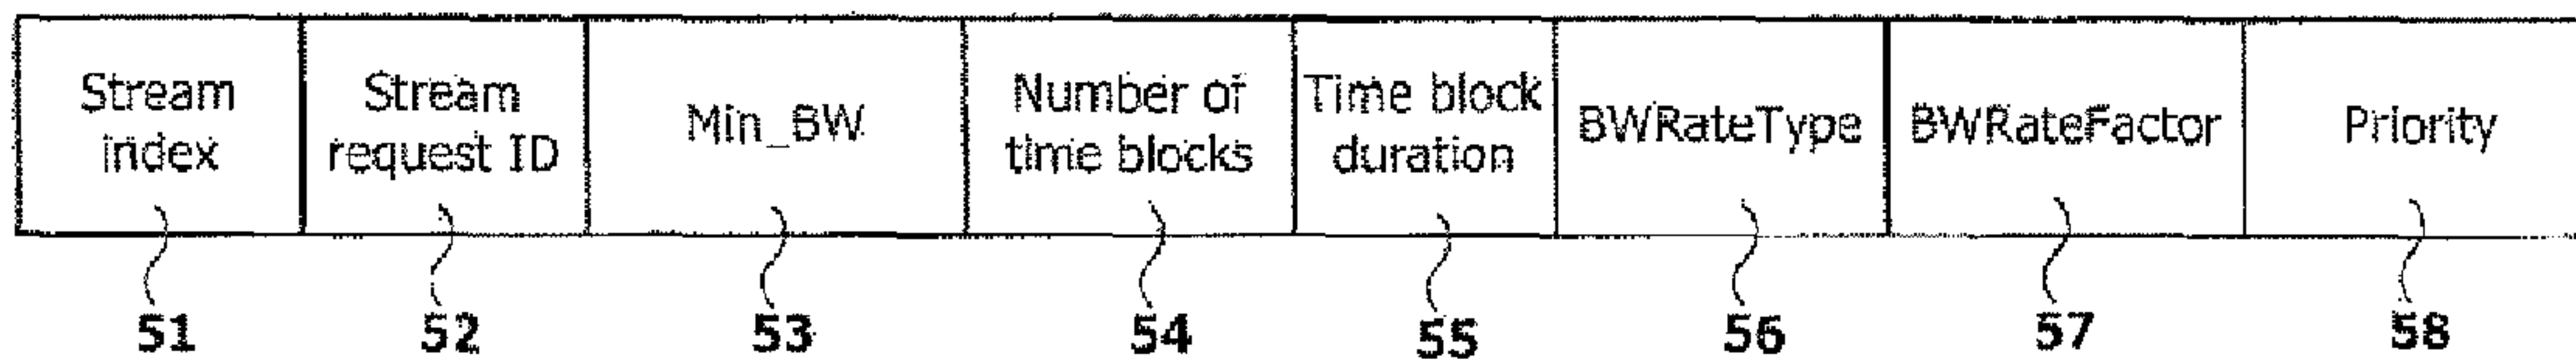 Stream
index
Stream
request ID
Min_BW
Number of
time blocks
Time block
duration
BWRateType
BWRateFactor
Priority
51
52
53
54
55
56
57
58